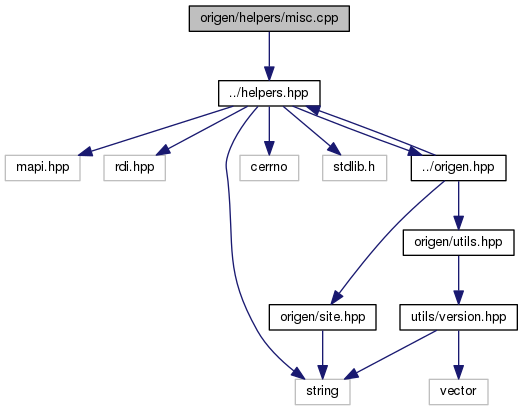 origen/helpers/misc.cpp
../helpers.hpp
mapi.hpp
rdi.hpp
cerrno
stdlib.h
../origen.hpp
origen/utils.hpp
origen/site.hpp
utils/version.hpp
string
vector